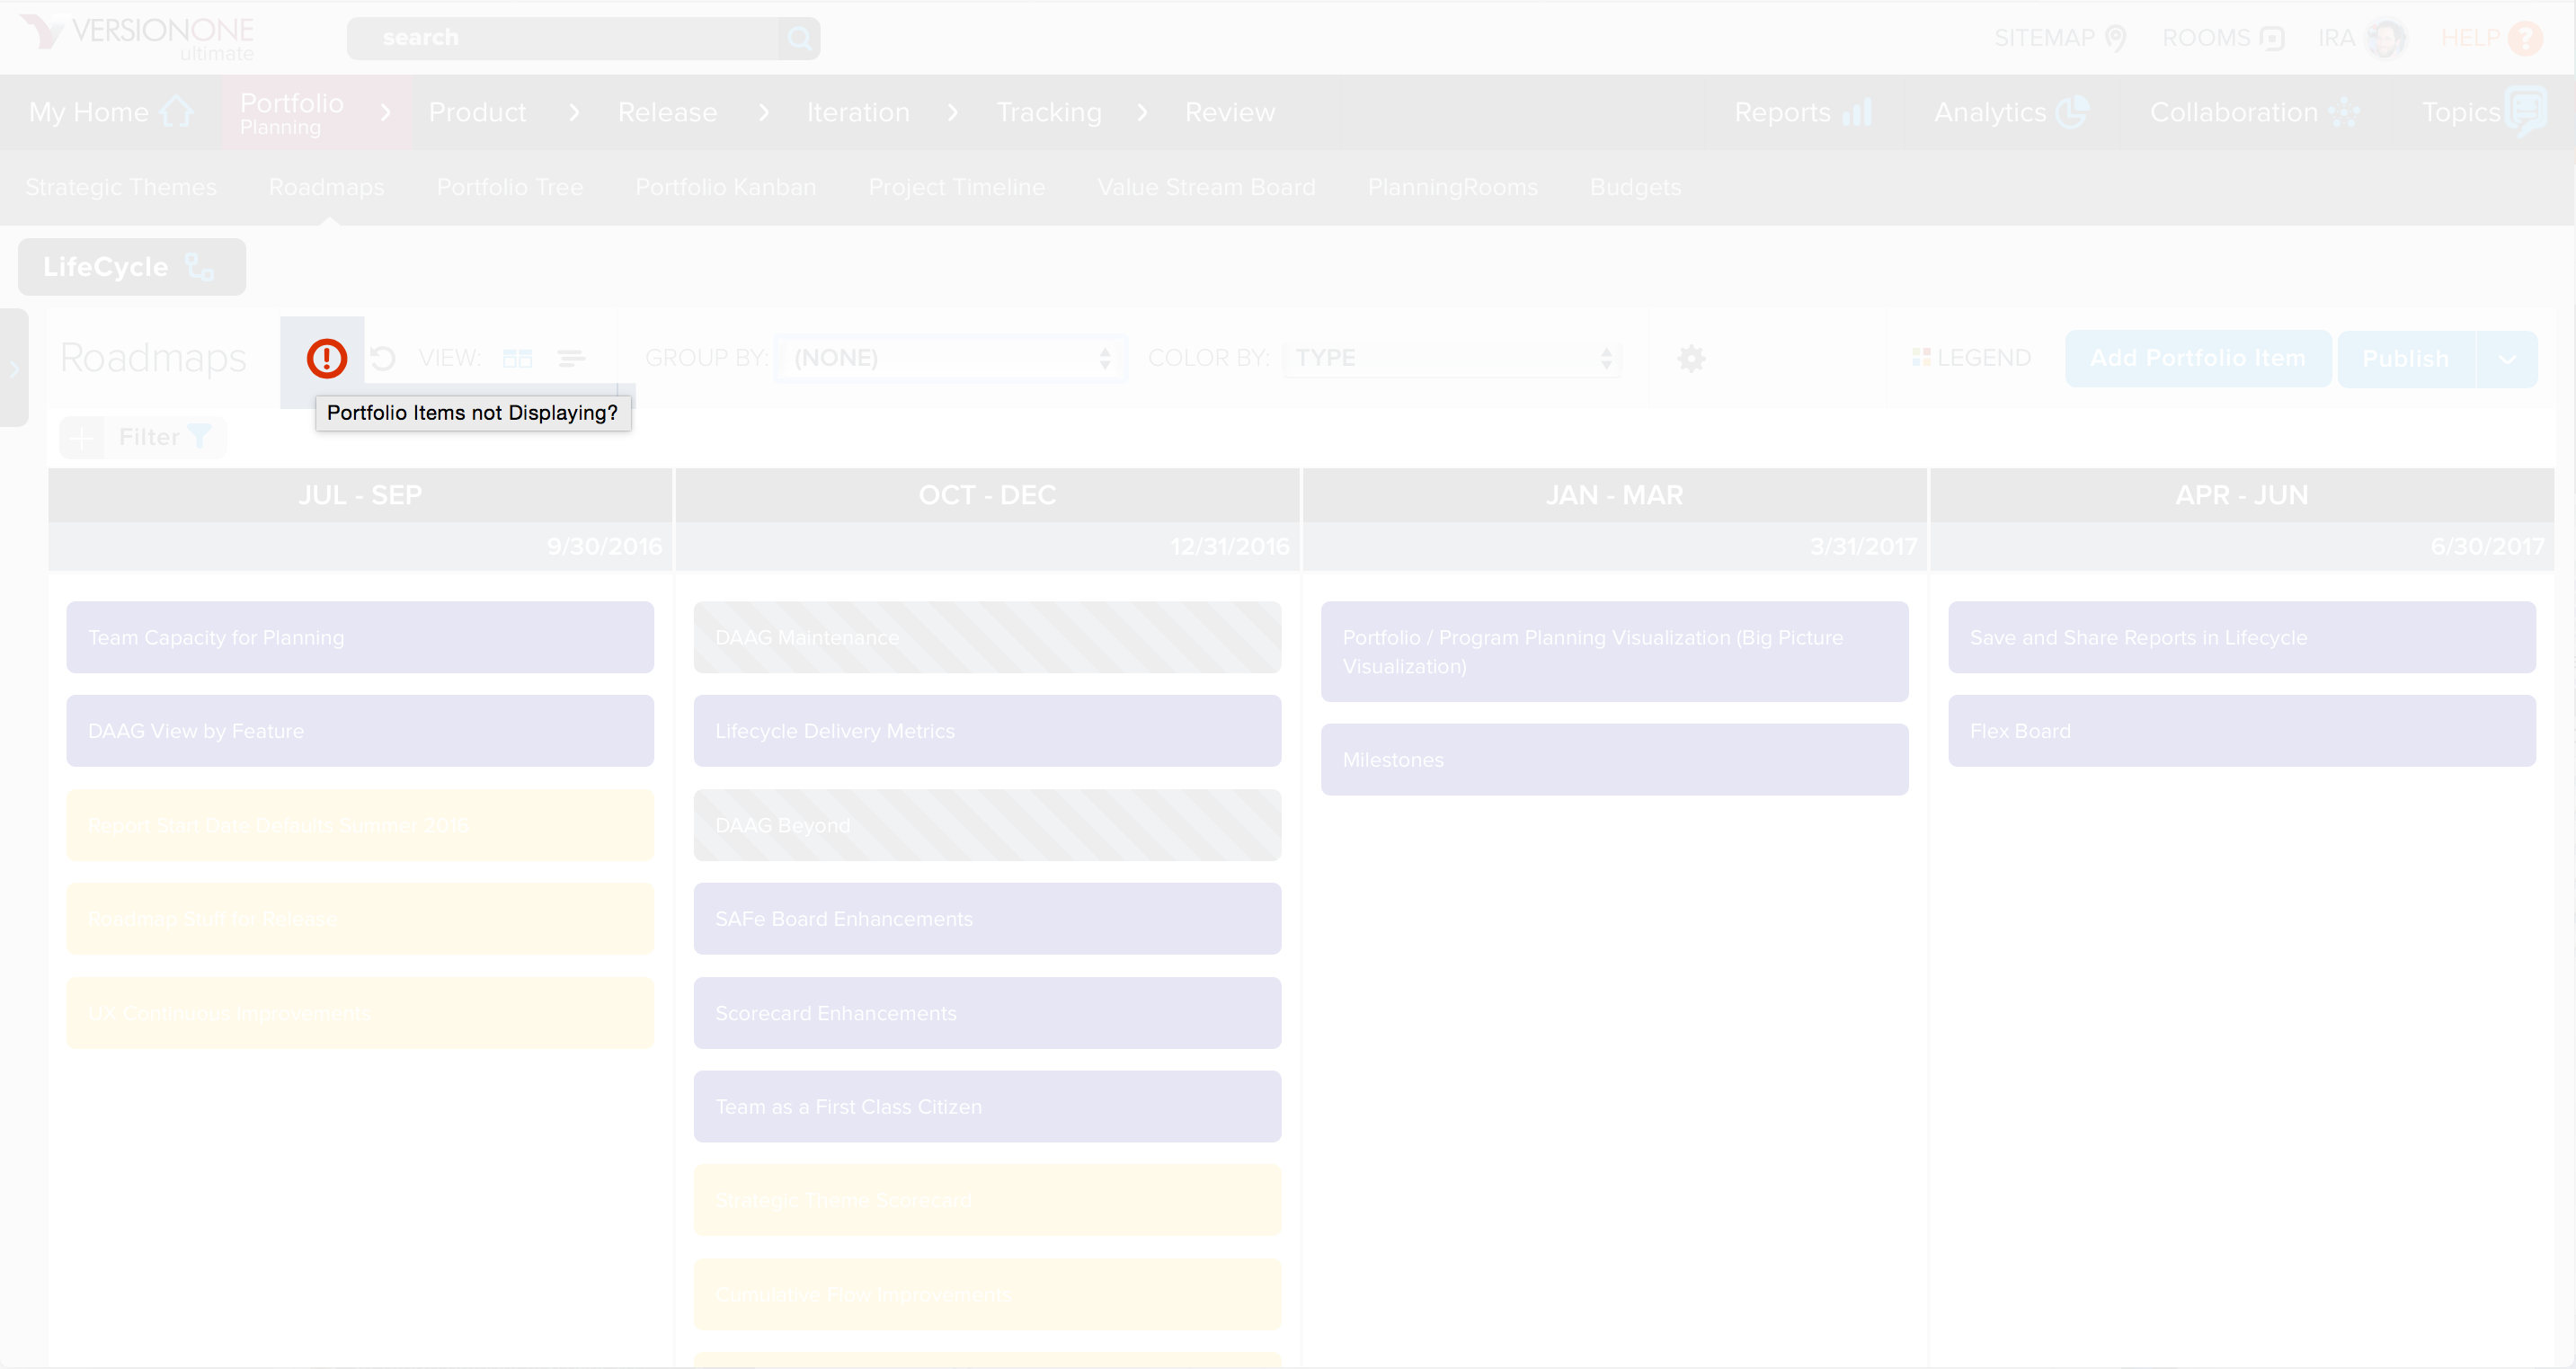 VERSIONONE
ultimate
search
SITEMAP
ROOMS
IRA
HELP ?
My Home
Portfolio
Planning
Product
Release
Iteration
Tracking
Review
Reports
Analytics
Collaboration
Topics
Strategic Themes
Roadmaps
Portfolio Tree
Portfolio Kanban
Project Timeline
Value Stream Board
PlanningRooms
Budgets
LifeCycle
Roadmaps
VIEW:
GROUP BY:
(NONE)
COLOR BY:
TYPE
LEGEND
Add Portfolio Item
Publish
Portfolio Items not Displaying?
+ Filter
JUL - SEP
OCT - DEC
JAN - MAR
APR - JUN
9/30/2016
12/31/2016
3/31/2017
6/30/2017
Team Capacity for Planning
DAAG View by Feature
Report Start Date Defaults Summer 2016
Roadmap Stuff for Release
UX Continuous Improvements
DAAG Maintenance
Lifecycle Delivery Metrics
DAAG Beyond
SAFe Board Enhancements
Scorecard Enhancements
Team as a First Class Citizen
Strategic Theme Scorecard
Cumulative Flow Improvements
Portfolio / Program Planning Visualization (Big Picture
Visualization)
Milestones
Save and Share Reports in Lifecycle
Flex Board